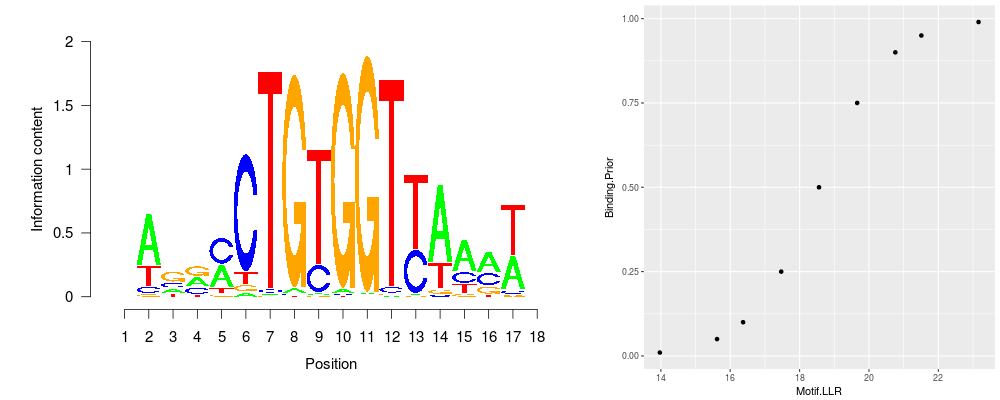 2
1.5
1
0.5
0
Information content
1 2 3 4 5 6 7 8 9 10 11 12 13 14 15 16 17 18
Position
A T C T G T G G T T A A A T
1.00
0.75
0.50
0.25
0.00
Binding.Prior
14 16 18 20 22
Motif.LLR